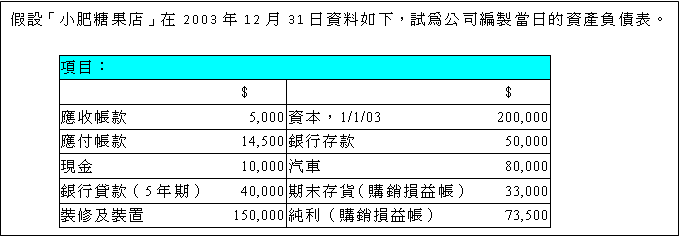 假設「小肥糖果店」在 2003 年 12 月 31 日資料如下，試為公司編製當日的資產負債表。
項目：
$ $
應收帳款 5,000 資本，1/1/03 200,000
應付帳款 14,500 銀行存款 50,000
現金 10,000 汽車 80,000
銀行貸款（5 年期） 40,000 期末存貨（購銷損益帳） 33,000
裝修及裝置 150,000 純利（購銷損益帳） 73,500